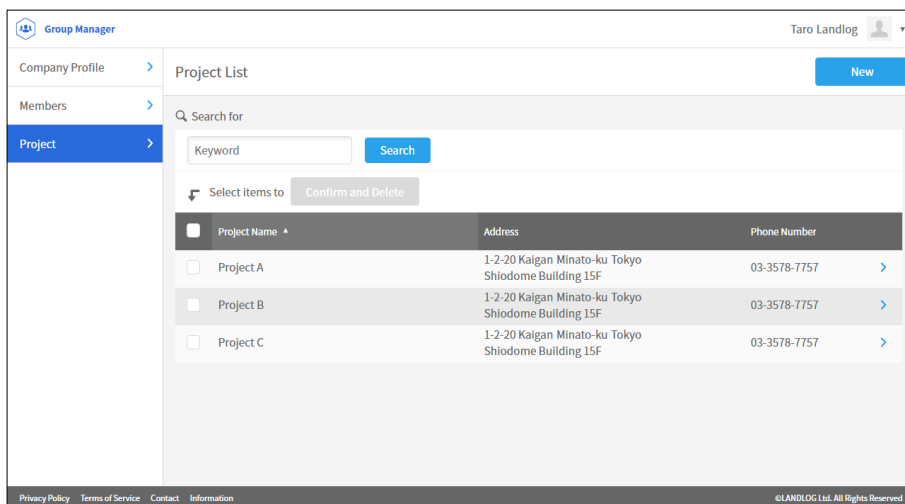 Group Manager
Taro Landlog
Company Profile
Members
Project
Project List
New
Search for
Keyword
Search
Select items to
Confirm and Delete
Project Name
Address
Phone Number
Project A
1-2-20 Kaigan Minato-ku Tokyo
Shiodome Building 15F
03-3578-7757
Project B
1-2-20 Kaigan Minato-ku Tokyo
Shiodome Building 15F
03-3578-7757
Project C
1-2-20 Kaigan Minato-ku Tokyo
Shiodome Building 15F
03-3578-7757
Privacy Policy Terms of Service Contact Information
©LANDLOG Ltd. All Rights Reserved